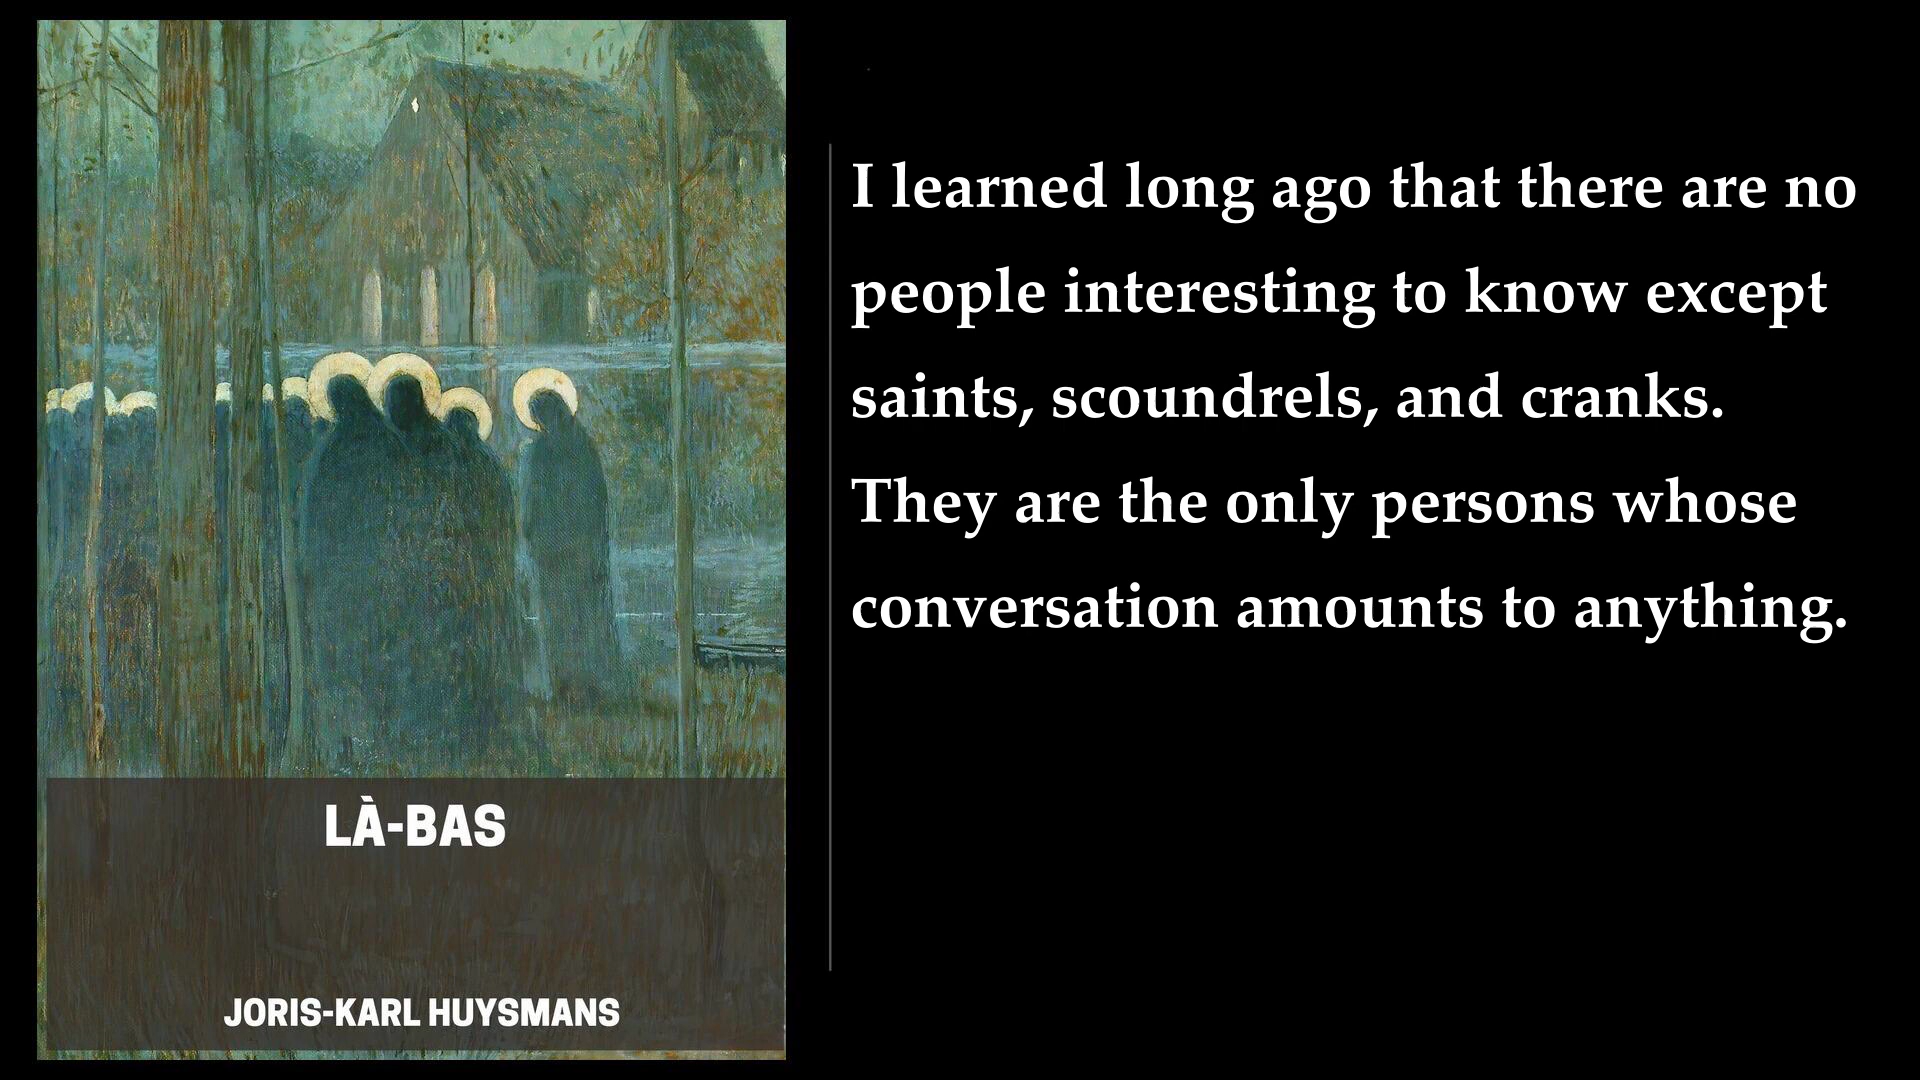 LÀ-BAS
JORIS-KARL HUYSMANS
I learned long ago that there are no
people interesting to know except
saints, scoundrels, and cranks.
They are the only persons whose
conversation amounts to anything.